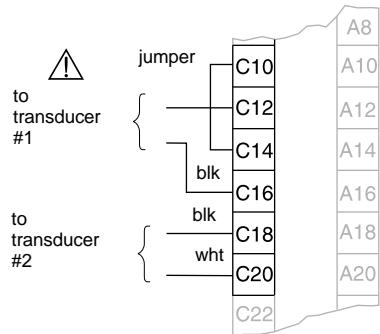 jumper
to
transducer
#1
blk
blk
to
transducer
#2
wht
C10
C12
C14
C16
C18
C20
C22
A8
A10
A12
A14
A16
A18
A20